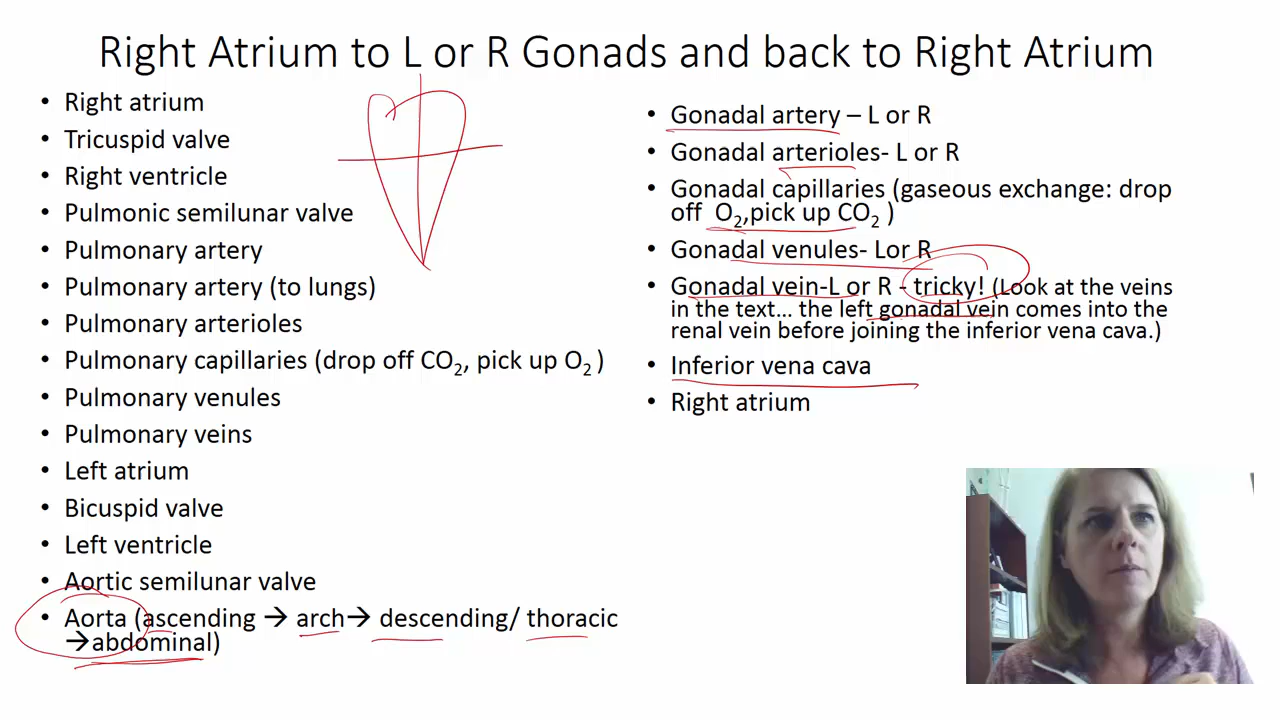 Right Atrium to L or R Gonads and back to Right Atrium
• Right atrium
• Tricuspid valve
• Right ventricle
• Pulmonic semilunar valve
• Pulmonary artery
• Pulmonary artery (to lungs)
• Pulmonary arterioles
• Pulmonary capillaries (drop off CO₂, pick up O₂ )
• Pulmonary venules
• Pulmonary veins
• Left atrium
• Bicuspid valve
• Left ventricle
• Aortic semilunar valve
• Aorta (ascending → arch→ descending/ thoracic
→abdominal)
• Gonadal artery – L or R
• Gonadal arterioles- L or R
• Gonadal capillaries (gaseous exchange: drop
off O₂,pick up CO₂ )
• Gonadal venules- Lor R
• Gonadal vein-L or R - tricky! (Look at the veins
in the text... the left gonadal vein comes into the
renal vein before joining the inferior vena cava.)
• Inferior vena cava
• Right atrium